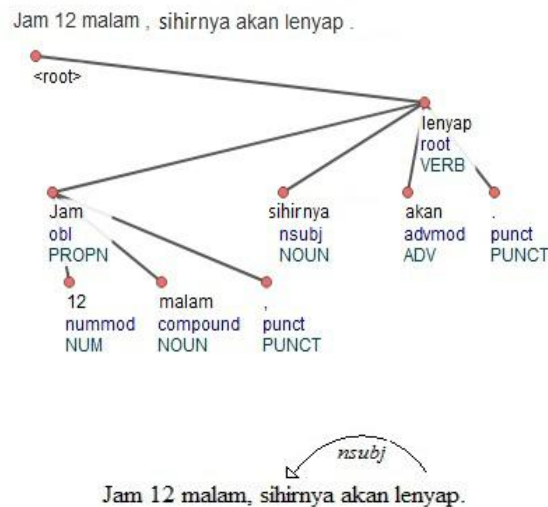 Jam 12 malam , sihirnya akan lenyap .
<root>
lenyap
root
VERB
Jam sihirnya akan .
obl nsubj advmod punct
PROPN NOUN ADV PUNCT
12 malam ,
nummod compound punct
NUM NOUN PUNCT
nsubj
Jam 12 malam, sihirnya akan lenyap.